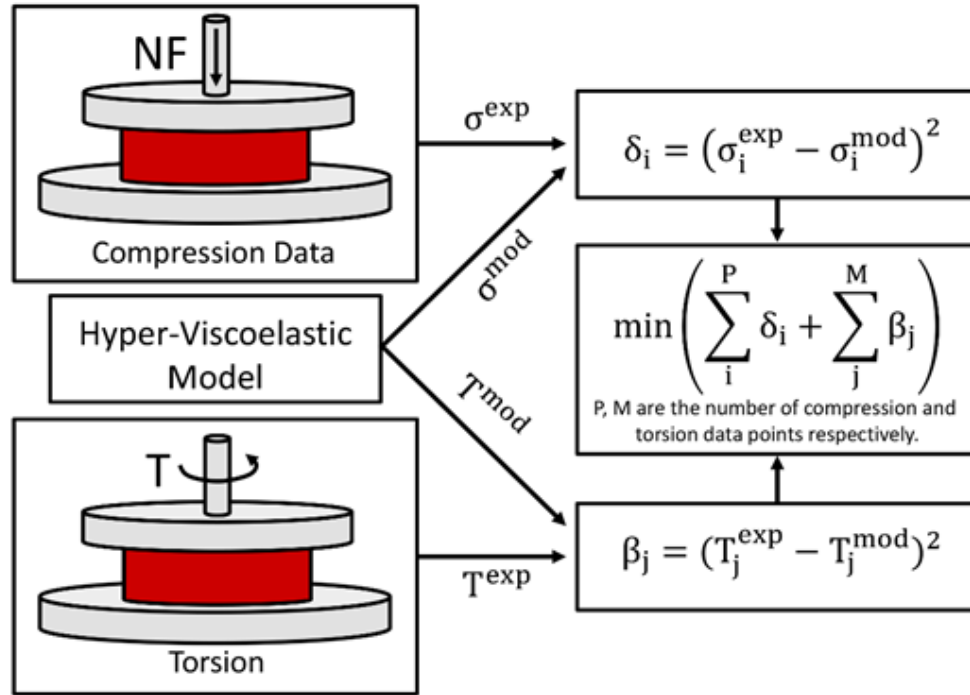 NF
Compression Data
σ^exp
δ_i = (σ_i^exp − σ_i^mod)^2
σ^mod
Hyper-Viscoelastic
Model
min(∑_i^P δ_i + ∑_j^M β_j)
P, M are the number of compression and
torsion data points respectively.
T^mod
T
Torsion
T^exp
β_j = (T_j^exp − T_j^mod)^2